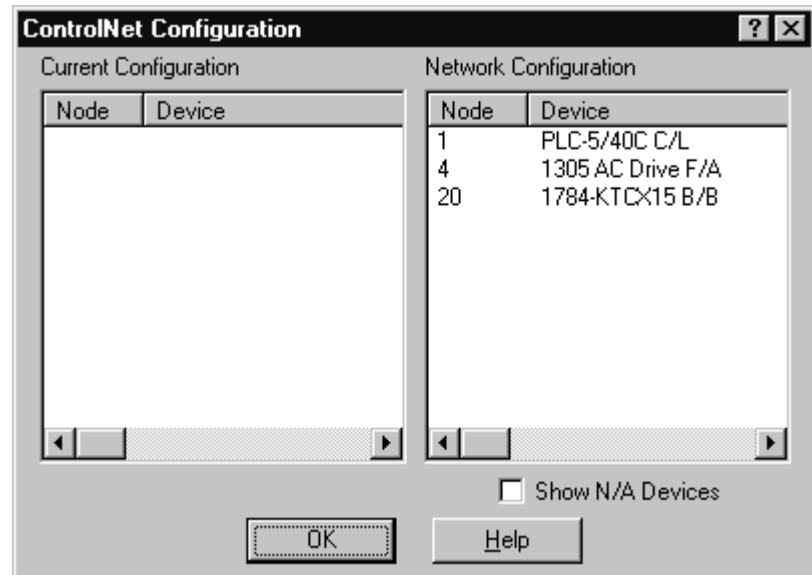 ControlNet Configuration
Current Configuration
Node Device
Network Configuration
Node Device
1 PLC-5/40C C/L
4 1305 AC Drive F/A
20 1784-KTCX15 B/B
Show N/A Devices
OK
Help